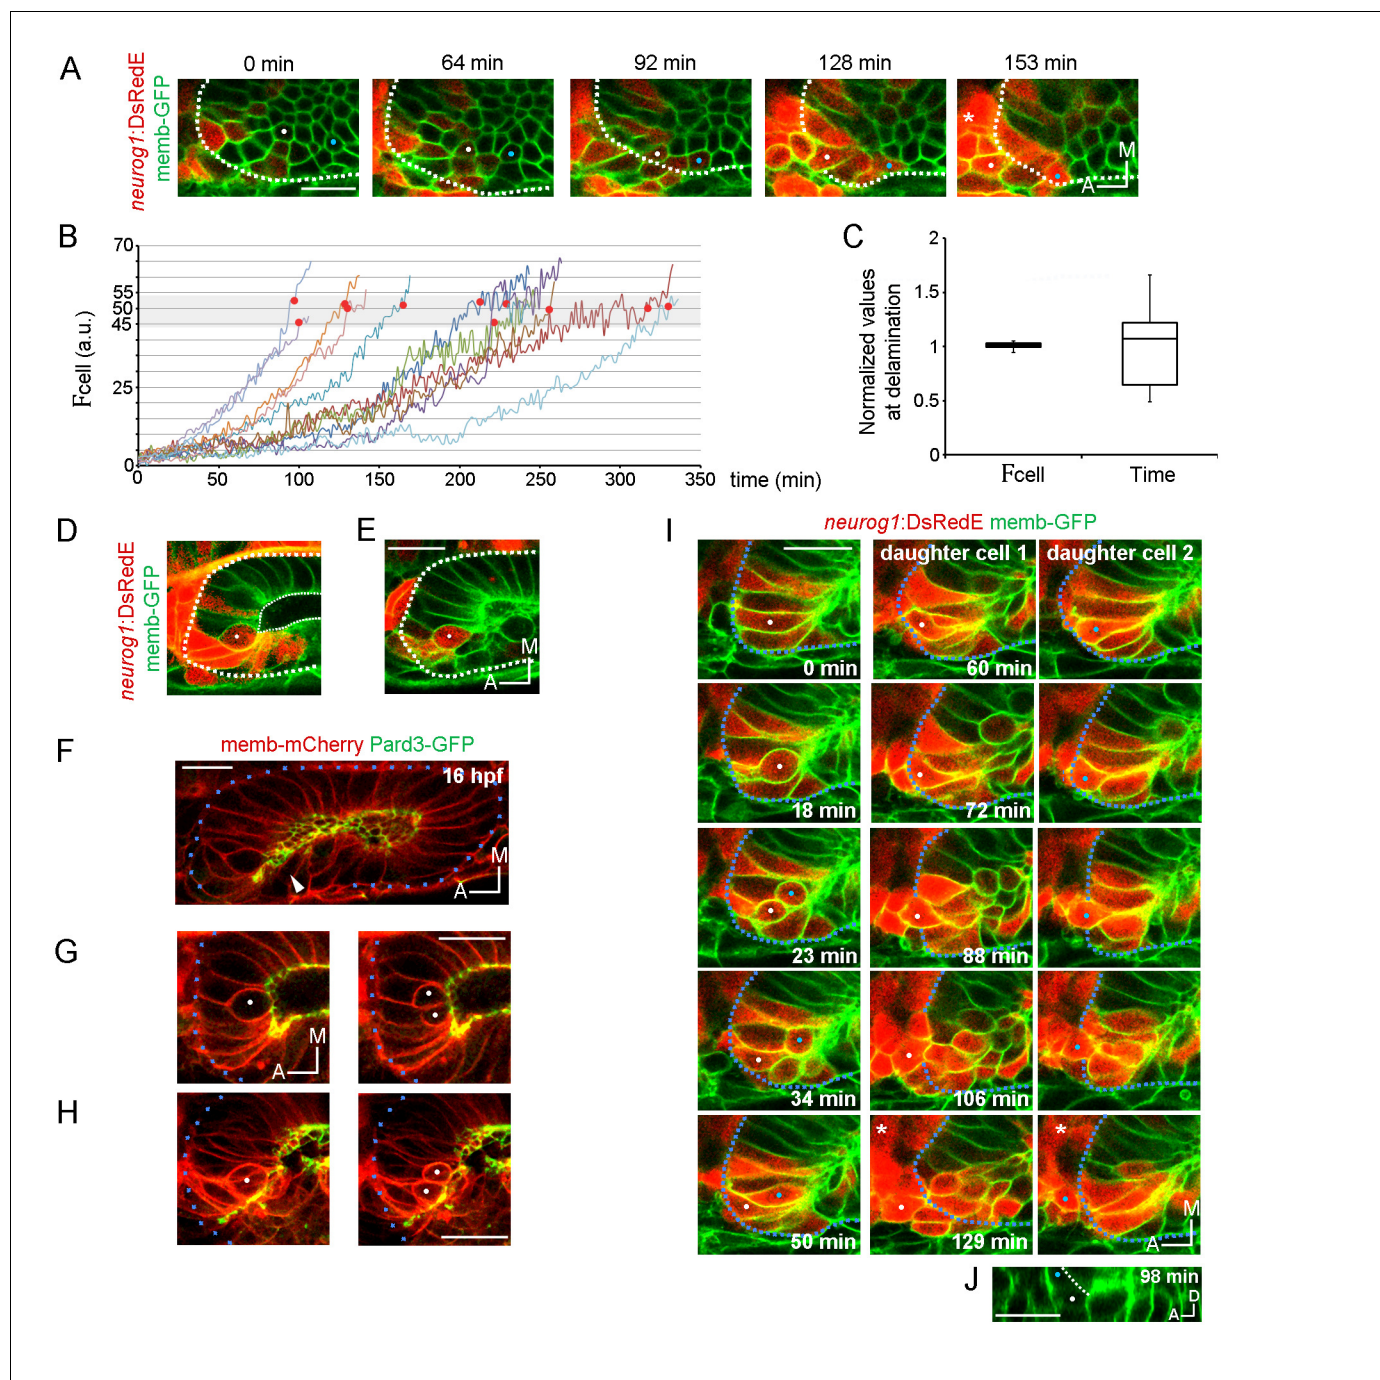 A
neurog1:DsRedE
memb-GFP
0 min
64 min
92 min
128 min
153 min
*
M
A
B
Fcell (a.u.)
70
55
50
45
25
0
0
50
100
150
200
250
300
350
time (min)
C
Normalized values
at delamination
2
1.5
1
0.5
0
Fcell
Time
D
neurog1:DsRedE
memb-GFP
E
M
A
F
memb-mCherry Pard3-GFP
16 hpf
M
A
G
M
A
H
I
neurog1:DsRedE memb-GFP
daughter cell 1
daughter cell 2
0 min
60 min
18 min
72 min
23 min
88 min
34 min
106 min
*
*
50 min
129 min
M
A
J
98 min
D
A